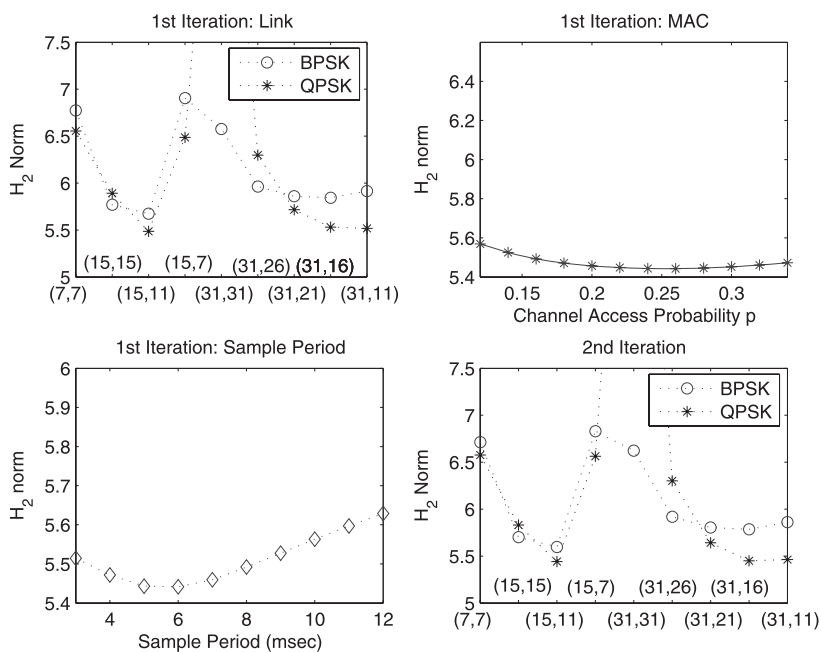 1st Iteration: Link
7.5
7
6.5
6
5.5
5
H2 Norm
BPSK
QPSK
(15,15) (15,7) (31,26) (31,16)
(7,7) (15,11) (31,31) (31,21) (31,11)
1st Iteration: MAC
6.4
6.2
6
5.8
5.6
5.4
H2 norm
0.15 0.2 0.25 0.3
Channel Access Probability p
1st Iteration: Sample Period
6
5.9
5.8
5.7
5.6
5.5
5.4
H2 norm
4 6 8 10 12
Sample Period (msec)
2nd Iteration
7.5
7
6.5
6
5.5
5
H2 Norm
BPSK
QPSK
(15,15) (15,7) (31,26) (31,16)
(7,7) (15,11) (31,31) (31,21) (31,11)